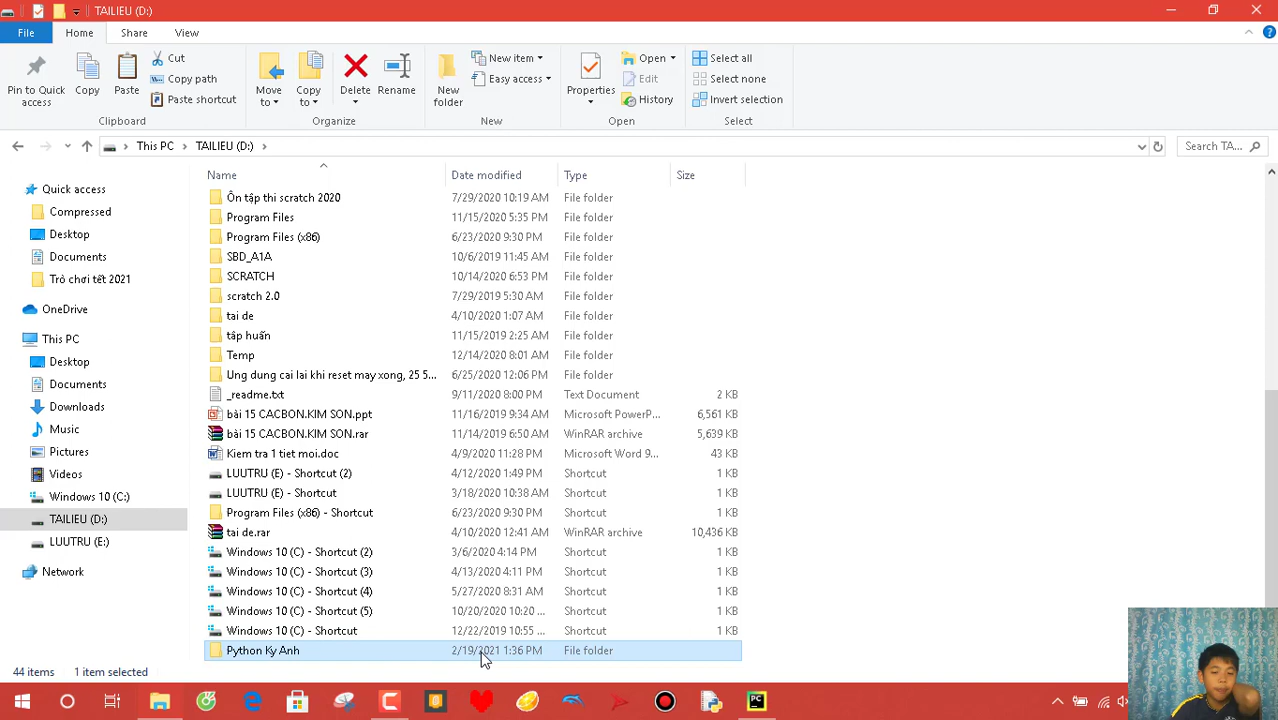 TAILIEU (D:)
File Home Share View
Pin to Quick access
Copy
Paste
Cut
Copy path
Paste shortcut
Clipboard
Move to
Copy to
Delete
Rename
Organize
New folder
New item
Easy access
New
Properties
Open
Edit
History
Open
Select all
Select none
Invert selection
Select
This PC TAILIEU (D:)
Search TA...
Quick access
Compressed
Desktop
Documents
Trò chơi tết 2021
OneDrive
This PC
Desktop
Documents
Downloads
Music
Pictures
Videos
Windows 10 (C:)
TAILIEU (D:)
LUUTRU (E:)
Network
Name Date modified Type Size
Ôn tập thi scratch 2020 7/29/2020 10:19 AM File folder
Program Files 11/15/2020 5:35 PM File folder
Program Files (x86) 6/23/2020 9:30 PM File folder
SBD_A1A 10/6/2019 11:45 AM File folder
SCRATCH 10/14/2020 6:53 PM File folder
scratch 2.0 7/29/2019 5:30 AM File folder
tai de 4/10/2020 1:07 AM File folder
tập huấn 11/15/2019 2:25 AM File folder
Temp 12/14/2020 8:01 AM File folder
Ung dung cai lai khi reset may xong, 25 5... 6/25/2020 12:06 PM File folder
_readme.txt 9/11/2020 8:00 PM Text Document 2 KB
bài 15 CACBON.KIM SON.ppt 11/16/2019 9:34 AM Microsoft PowerP... 6,561 KB
bài 15 CACBON.KIM SON.rar 11/14/2019 6:50 AM WinRAR archive 5,639 KB
Kiem tra 1 tiet moi.doc 4/9/2020 11:28 PM Microsoft Word 9... 43 KB
LUUTRU (E) - Shortcut (2) 4/12/2020 1:49 PM Shortcut 1 KB
LUUTRU (E) - Shortcut 3/18/2020 10:38 AM Shortcut 1 KB
Program Files (x86) - Shortcut 6/23/2020 9:30 PM Shortcut 1 KB
tai de.rar 4/10/2020 12:41 AM WinRAR archive 10,436 KB
Windows 10 (C) - Shortcut (2) 3/6/2020 4:14 PM Shortcut 1 KB
Windows 10 (C) - Shortcut (3) 4/13/2020 4:11 PM Shortcut 1 KB
Windows 10 (C) - Shortcut (4) 5/27/2020 8:31 AM Shortcut 1 KB
Windows 10 (C) - Shortcut (5) 10/20/2020 10:20 ... Shortcut 1 KB
Windows 10 (C) - Shortcut 12/22/2019 10:55 ... Shortcut 1 KB
Python Ky Anh 2/19/2021 1:36 PM File folder
44 items 1 item selected